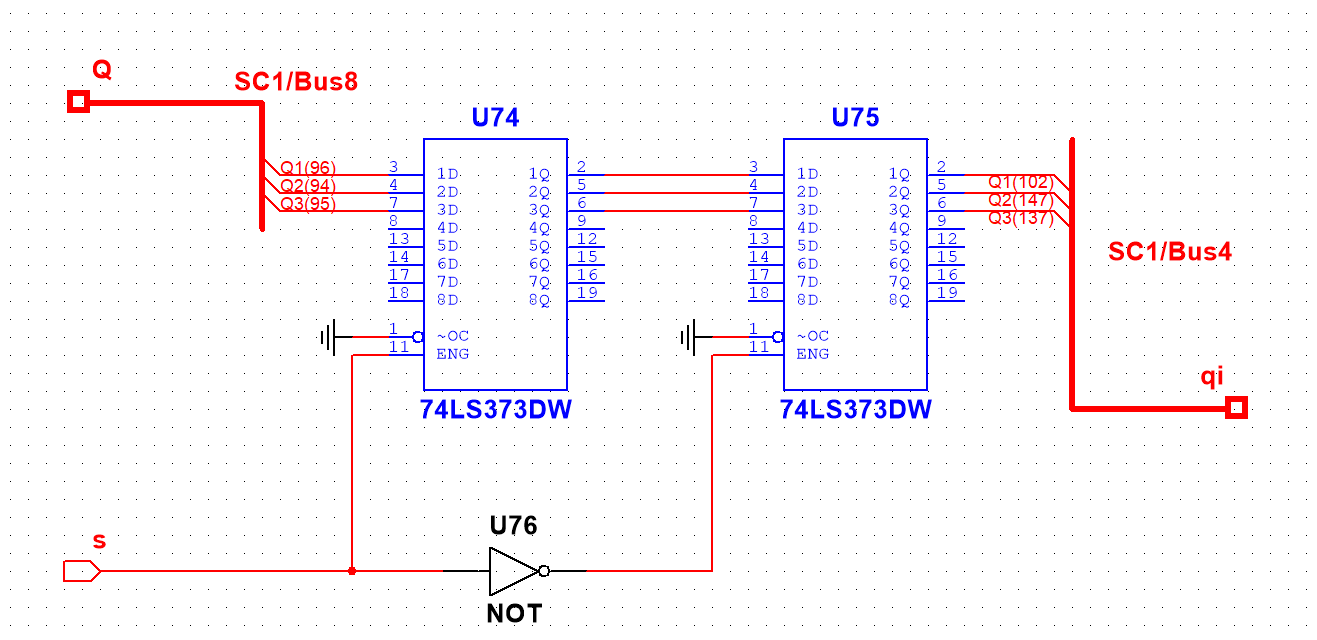 Q
SC1/Bus8
U74
U75
Q1(96) 3 1D 1Q 2 3 1D 1Q 2 Q1(102)
Q2(94) 4 2D 2Q 5 4 2D 2Q 5 Q2(147)
Q3(95) 7 3D 3Q 6 7 3D 3Q 6 Q3(137)
8 4D 4Q 9 8 4D 4Q 9
13 5D 5Q 12 13 5D 5Q 12
14 6D 6Q 15 14 6D 6Q 15
17 7D 7Q 16 17 7D 7Q 16
18 8D 8Q 19 18 8D 8Q 19
SC1/Bus4
1 ~OC 1 ~OC
11 ENG 11 ENG
qi
74LS373DW 74LS373DW
U76
s
NOT